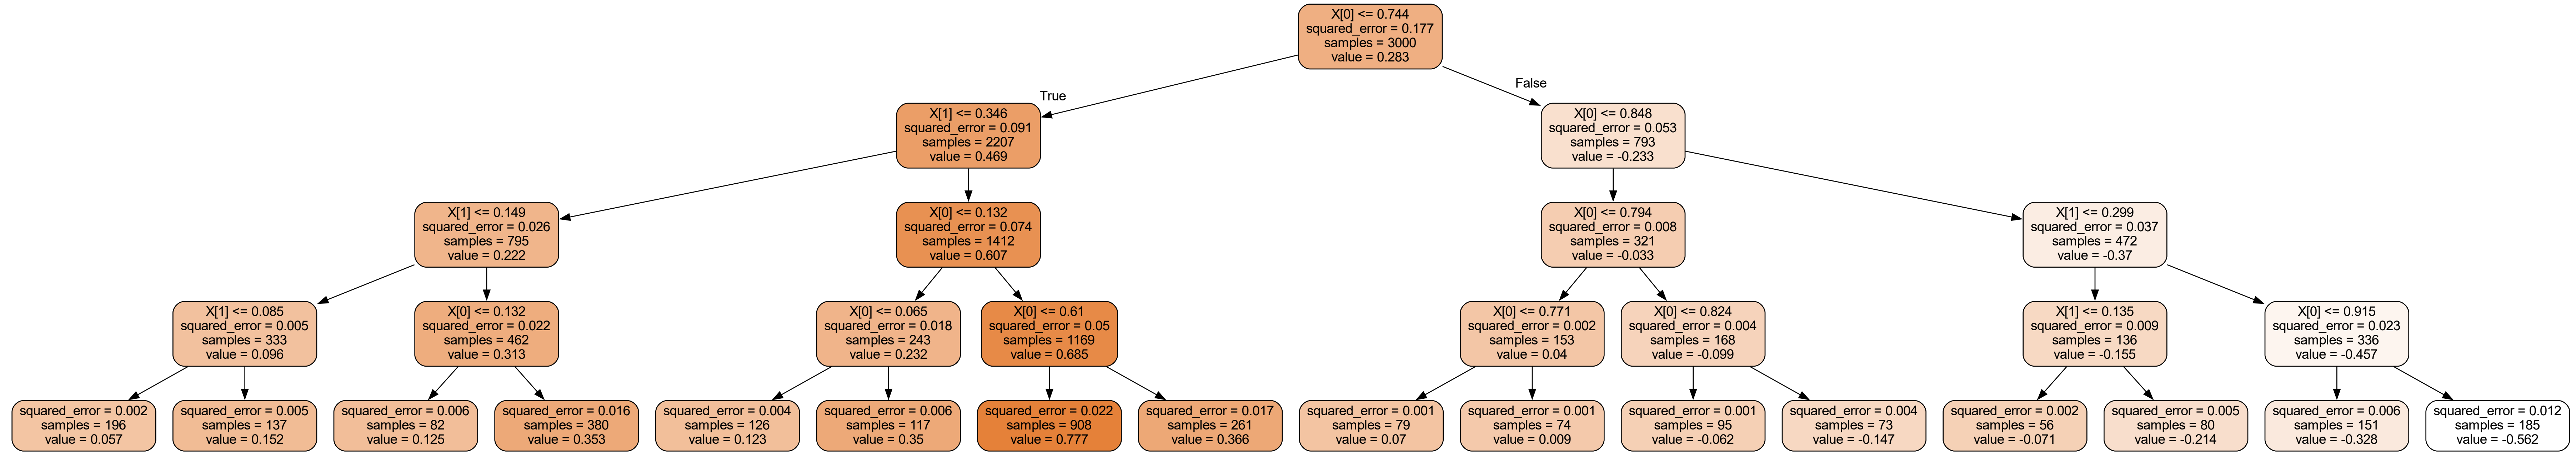 X[0] <= 0.744
squared_error = 0.177
samples = 3000
value = 0.283
True
False
X[1] <= 0.346
squared_error = 0.091
samples = 2207
value = 0.469
X[0] <= 0.848
squared_error = 0.053
samples = 793
value = -0.233
X[1] <= 0.149
squared_error = 0.026
samples = 795
value = 0.222
X[0] <= 0.132
squared_error = 0.074
samples = 1412
value = 0.607
X[0] <= 0.794
squared_error = 0.008
samples = 321
value = -0.033
X[1] <= 0.299
squared_error = 0.037
samples = 472
value = -0.37
X[1] <= 0.085
squared_error = 0.005
samples = 333
value = 0.096
X[0] <= 0.132
squared_error = 0.022
samples = 462
value = 0.313
X[0] <= 0.065
squared_error = 0.018
samples = 243
value = 0.232
X[0] <= 0.61
squared_error = 0.05
samples = 1169
value = 0.685
X[0] <= 0.771
squared_error = 0.002
samples = 153
value = 0.04
X[0] <= 0.824
squared_error = 0.004
samples = 168
value = -0.099
X[1] <= 0.135
squared_error = 0.009
samples = 136
value = -0.155
X[0] <= 0.915
squared_error = 0.023
samples = 336
value = -0.457
squared_error = 0.002
samples = 196
value = 0.057
squared_error = 0.005
samples = 137
value = 0.152
squared_error = 0.006
samples = 82
value = 0.125
squared_error = 0.016
samples = 380
value = 0.353
squared_error = 0.004
samples = 126
value = 0.123
squared_error = 0.006
samples = 117
value = 0.35
squared_error = 0.022
samples = 908
value = 0.777
squared_error = 0.017
samples = 261
value = 0.366
squared_error = 0.001
samples = 79
value = 0.07
squared_error = 0.001
samples = 74
value = 0.009
squared_error = 0.001
samples = 95
value = -0.062
squared_error = 0.004
samples = 73
value = -0.147
squared_error = 0.002
samples = 56
value = -0.071
squared_error = 0.005
samples = 80
value = -0.214
squared_error = 0.006
samples = 151
value = -0.328
squared_error = 0.012
samples = 185
value = -0.562